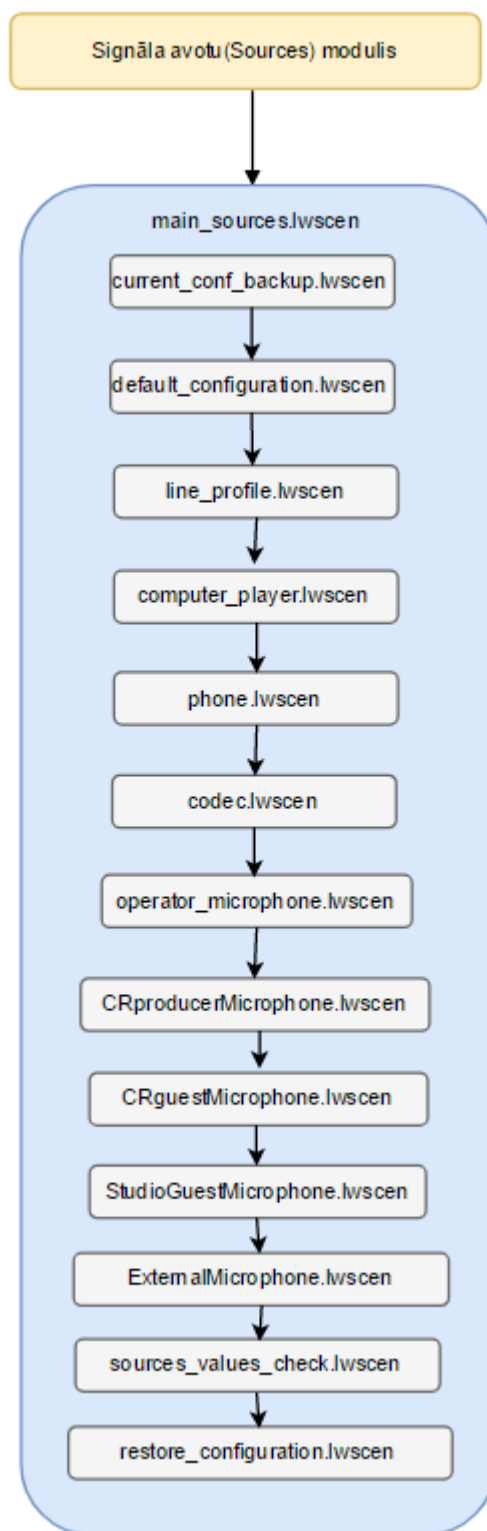 Signāla avotu(Sources) modulis
main_sources.lwscen
current_conf_backup.lwscen
default_configuration.lwscen
line_profile.lwscen
computer_player.lwscen
phone.lwscen
codec.lwscen
operator_microphone.lwscen
CRproducerMicrophone.lwscen
CRguestMicrophone.lwscen
StudioGuestMicrophone.lwscen
ExternalMicrophone.lwscen
sources_values_check.lwscen
restore_configuration.lwscen